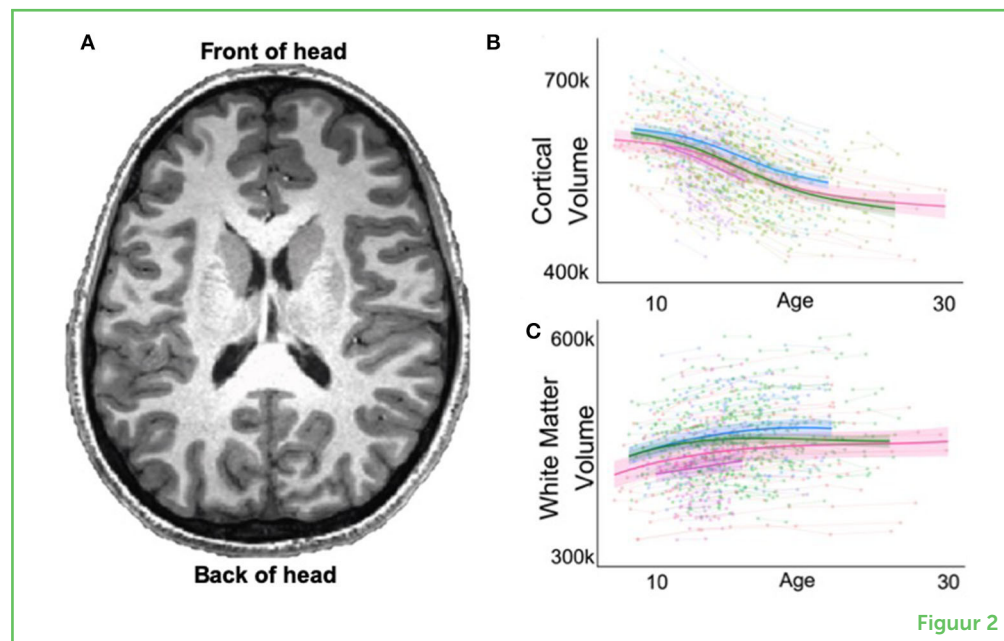 A
Front of head
Back of head
B
700k
Cortical
Volume
400k
10
Age
30
C
600k
White Matter
Volume
300k
10
Age
30
Figuur 2